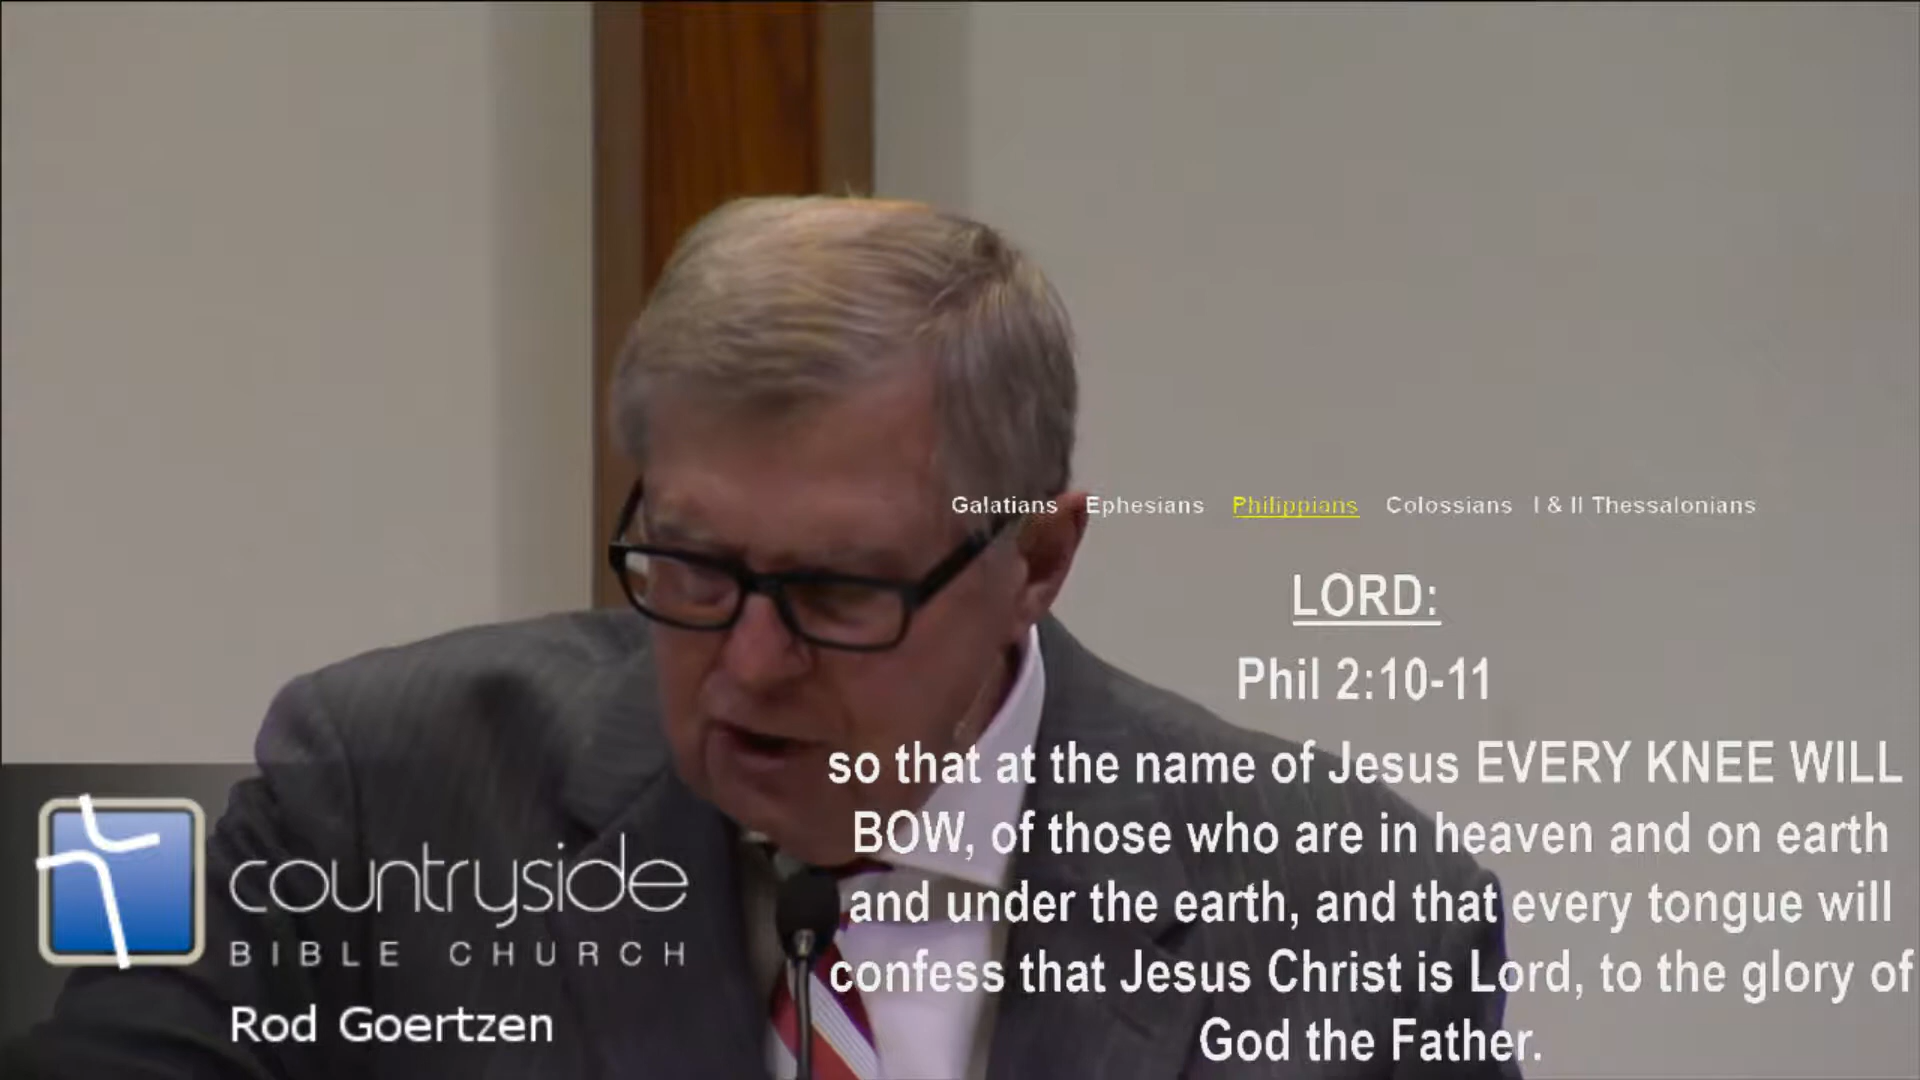 Galatians Ephesians Philippians Colossians I & II Thessalonians
LORD:
Phil 2:10-11
so that at the name of Jesus EVERY KNEE WILL
BOW, of those who are in heaven and on earth
and under the earth, and that every tongue will
confess that Jesus Christ is Lord, to the glory of
God the Father.
countryside
BIBLE CHURCH
Rod Goertzen